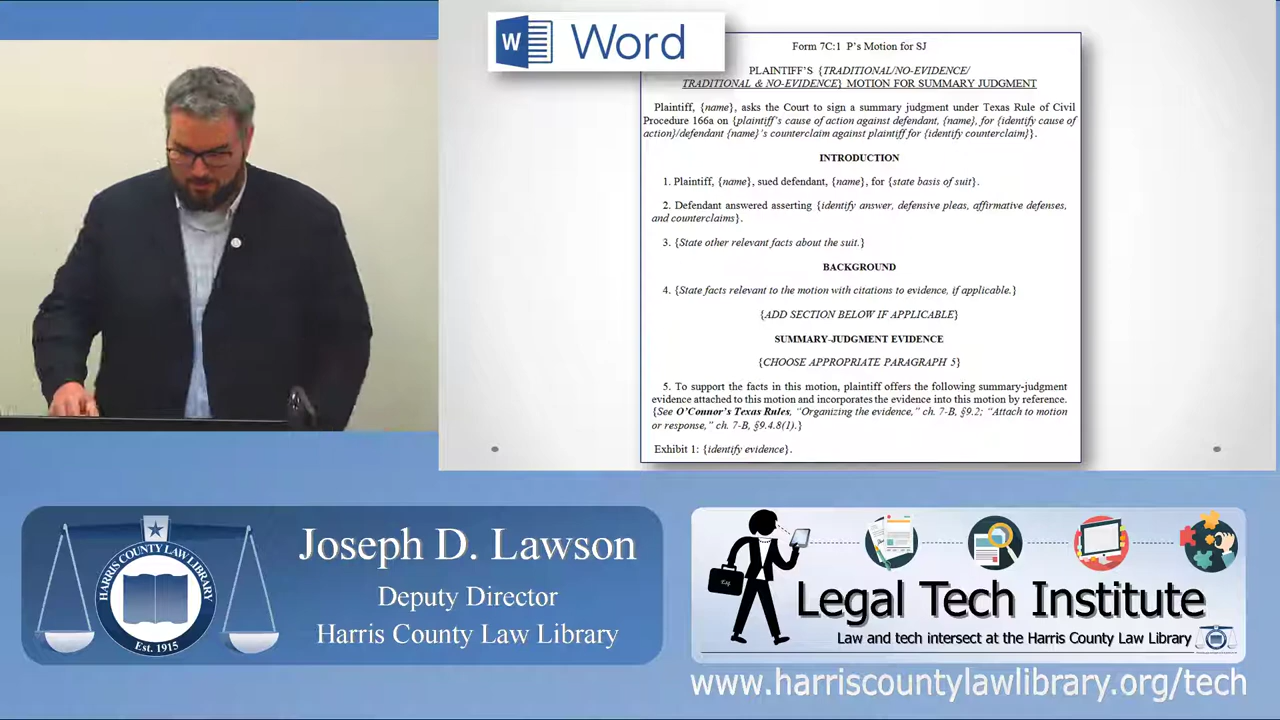 W Word
Form 7C:1 P's Motion for SJ
PLAINTIFF'S {TRADITIONAL/NO-EVIDENCE/
TRADITIONAL & NO-EVIDENCE} MOTION FOR SUMMARY JUDGMENT
Plaintiff, {name}, asks the Court to sign a summary judgment under Texas Rule of Civil
Procedure 166a on {plaintiff's cause of action against defendant, {name}, for {identify cause of
action}/defendant {name}'s counterclaim against plaintiff for {identify counterclaim}}.
INTRODUCTION
1. Plaintiff, {name}, sued defendant, {name}, for {state basis of suit}.
2. Defendant answered asserting {identify answer, defensive pleas, affirmative defenses,
and counterclaims}.
3. {State other relevant facts about the suit.}
BACKGROUND
4. {State facts relevant to the motion with citations to evidence, if applicable.}
{ADD SECTION BELOW IF APPLICABLE}
SUMMARY-JUDGMENT EVIDENCE
{CHOOSE APPROPRIATE PARAGRAPH 5}
5. To support the facts in this motion, plaintiff offers the following summary-judgment
evidence attached to this motion and incorporates the evidence into this motion by reference.
{See O'Connor's Texas Rules, “Organizing the evidence,” ch. 7-B, §9.2; “Attach to motion
or response,” ch. 7-B, §9.4.8(1).}
Exhibit 1: {identify evidence}.
HARRIS COUNTY LAW LIBRARY
Est. 1915
Joseph D. Lawson
Deputy Director
Harris County Law Library
Esq.
Legal Tech Institute
Law and tech intersect at the Harris County Law Library
www.harriscountylawlibrary.org/tech